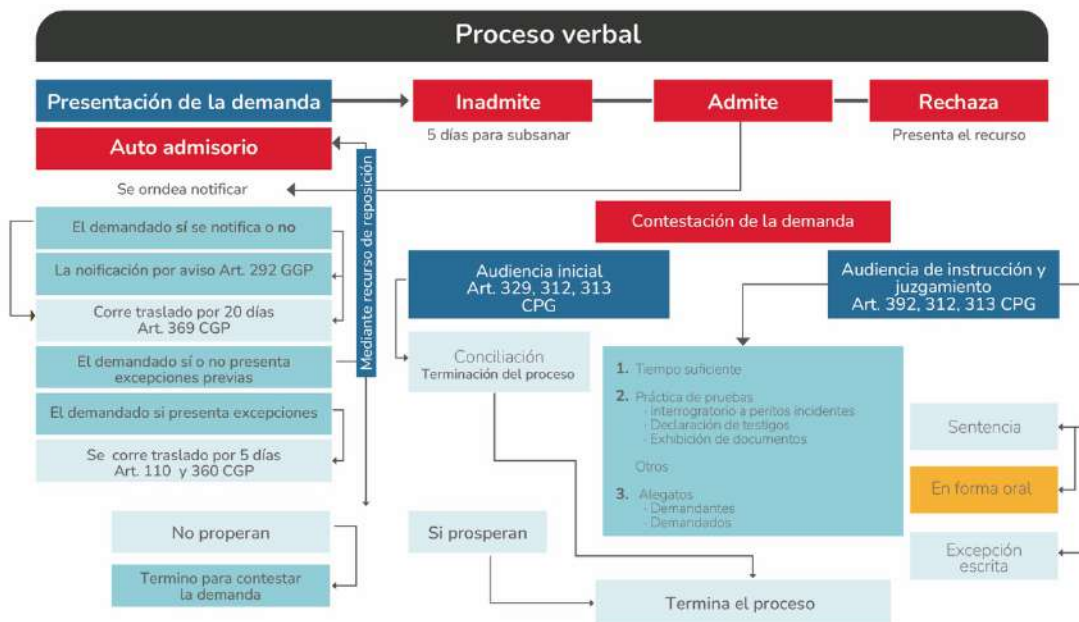 Proceso verbal
Presentación de la demanda
Inadmite
Admite
Rechaza
5 días para subsanar
Presenta el recurso
Auto admisorio
Se orndea notificar
Mediante recurso de reposición
El demandado sí se notifica o no
La noificación por aviso Art. 292 GGP
Corre traslado por 20 días
Art. 369 CGP
El demandado sí o no presenta
excepciones previas
El demandado si presenta excepciones
Se corre traslado por 5 días
Art. 110 y 360 CGP
No properan
Termino para contestar
la demanda
Contestación de la demanda
Audiencia inicial
Art. 329, 312, 313
CPG
Conciliación
Terminación del proceso
Si prosperan
Termina el proceso
Audiencia de instrucción y
juzgamiento
Art. 392, 312, 313 CPG
1. Tiempo suficiente
2. Práctica de pruebas
- interrogatorio a peritos incidentes
- Declaración de testigos
- Exhibición de documentos
Otros
3. Alegatos
- Demandantes
- Demandados
Sentencia
En forma oral
Excepción
escrita